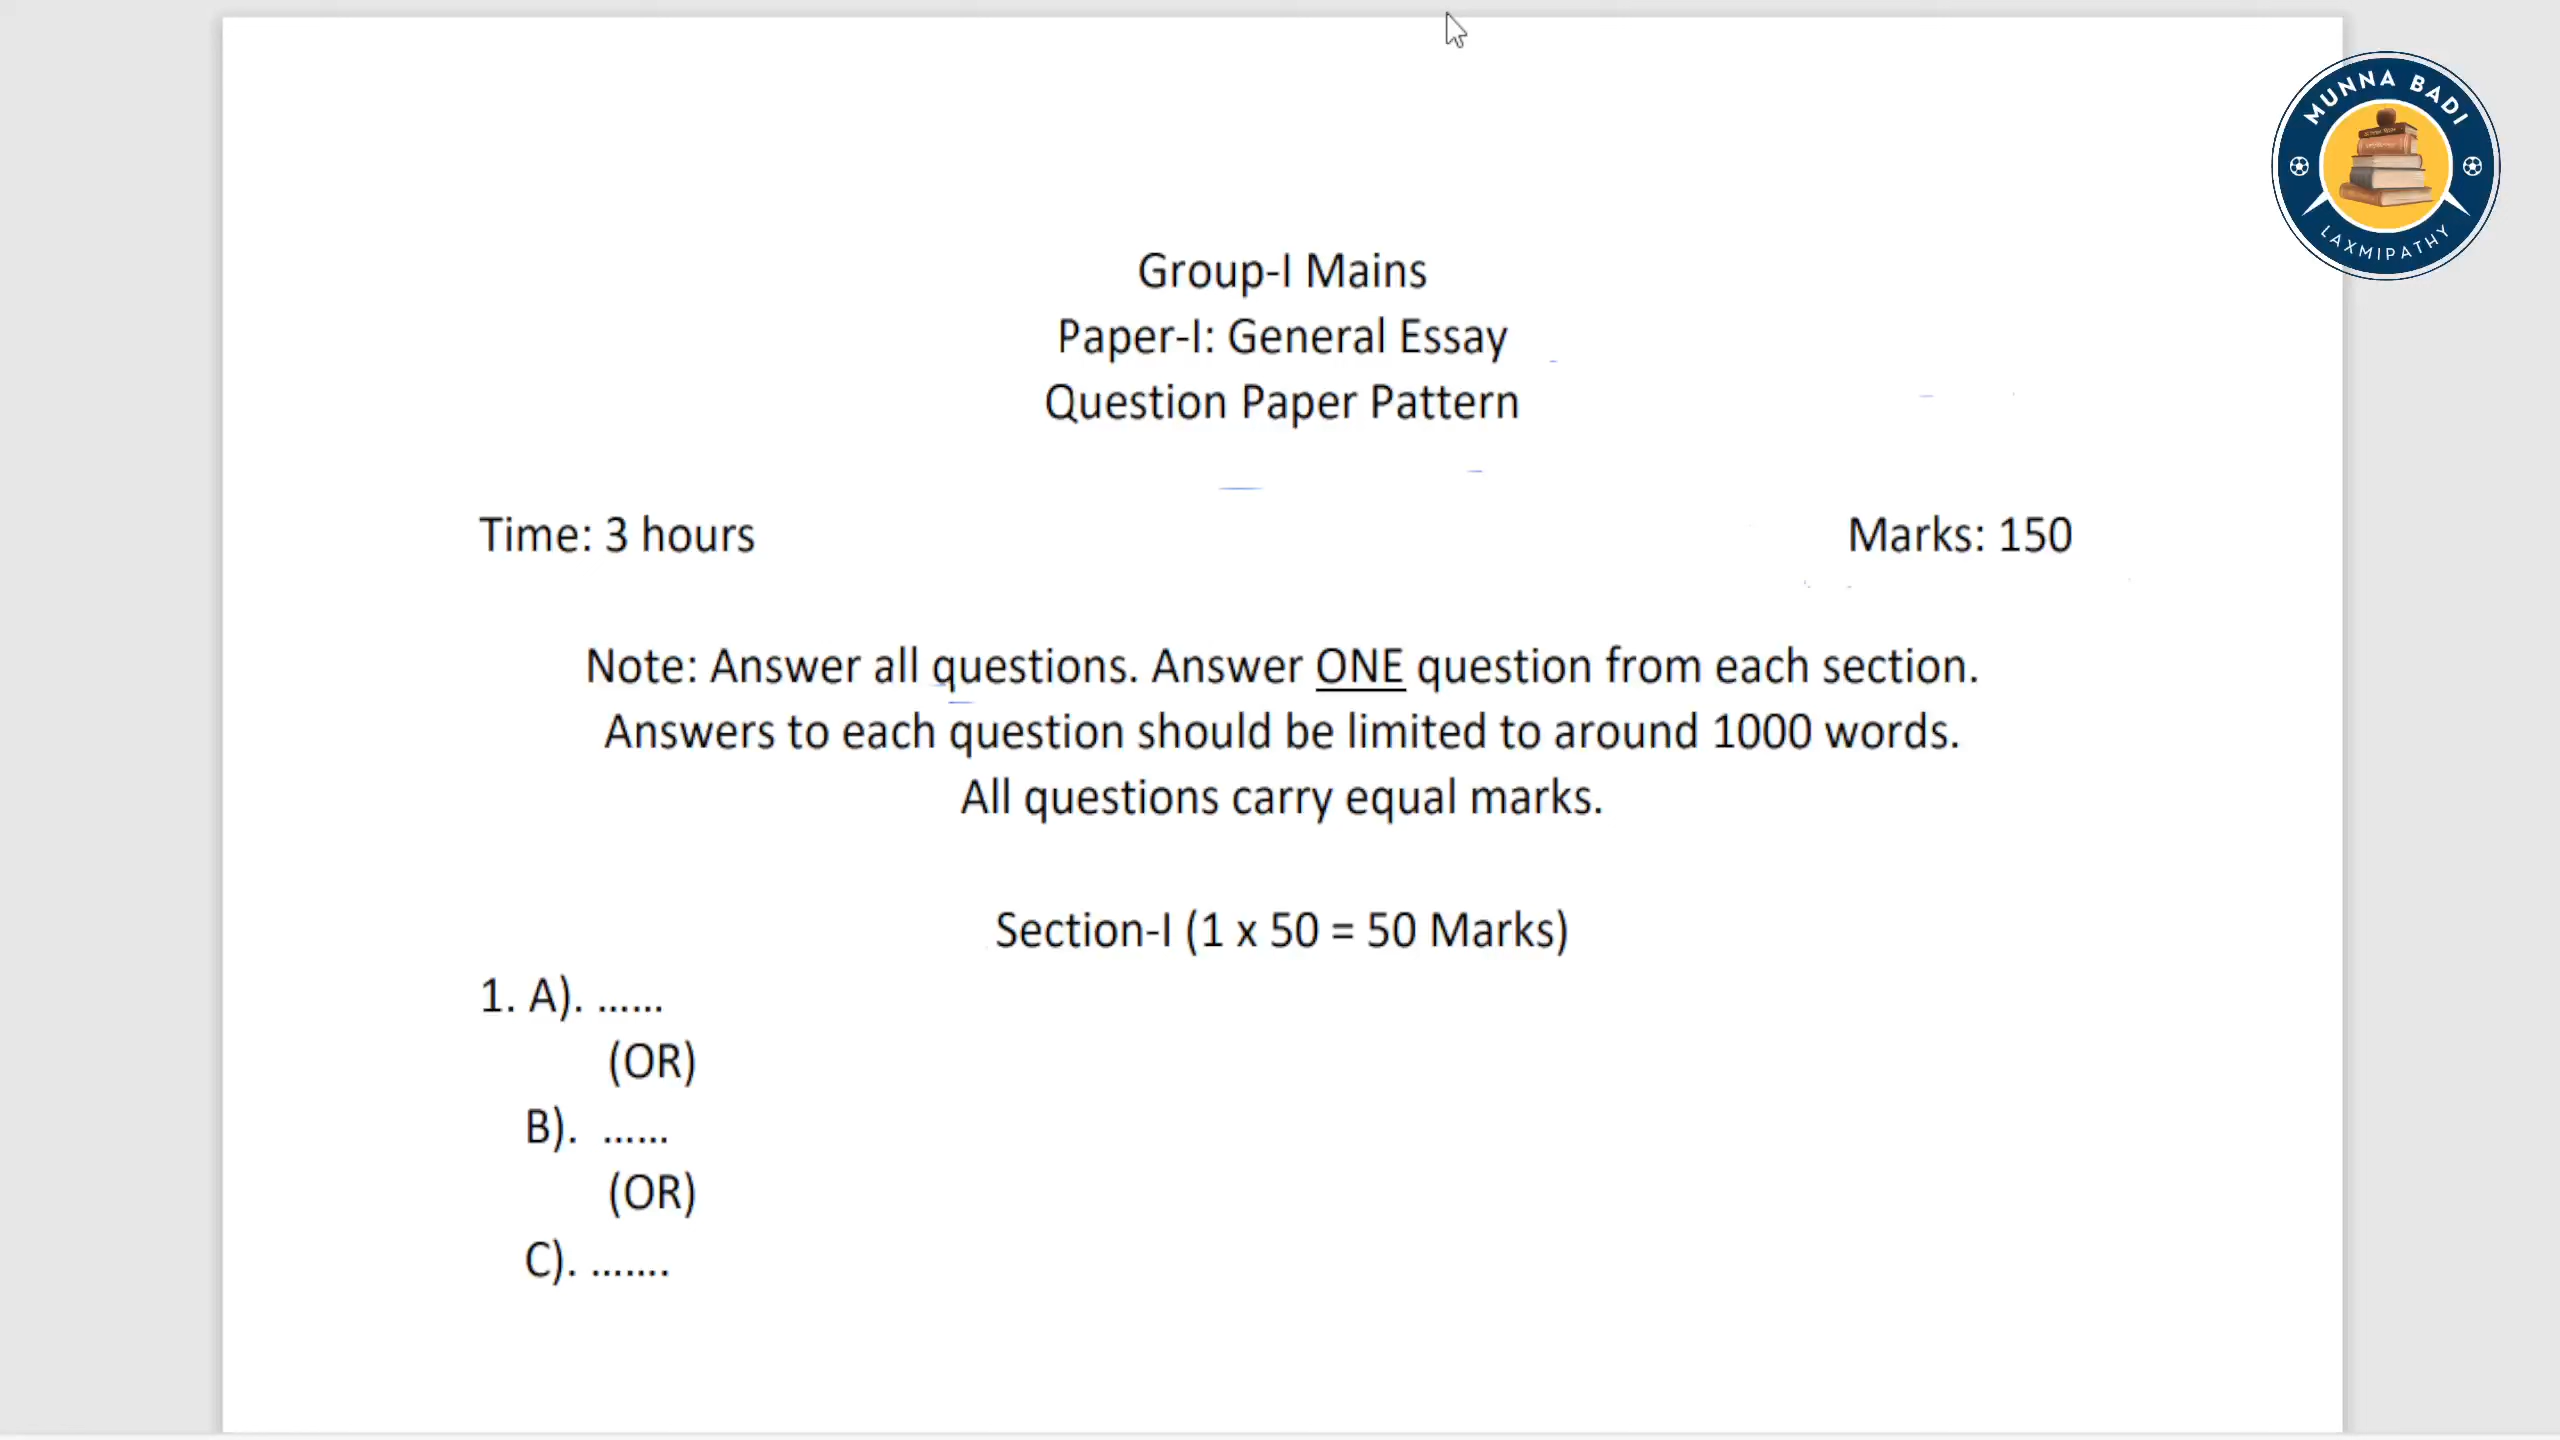 MUNNA BADI
LAXMIPATHY
Group-I Mains
Paper-I: General Essay
Question Paper Pattern
Time: 3 hours Marks: 150
Note: Answer all questions. Answer ONE question from each section.
Answers to each question should be limited to around 1000 words.
All questions carry equal marks.
Section-I (1 x 50 = 50 Marks)
1. A). ......
(OR)
B). ......
(OR)
C). .......